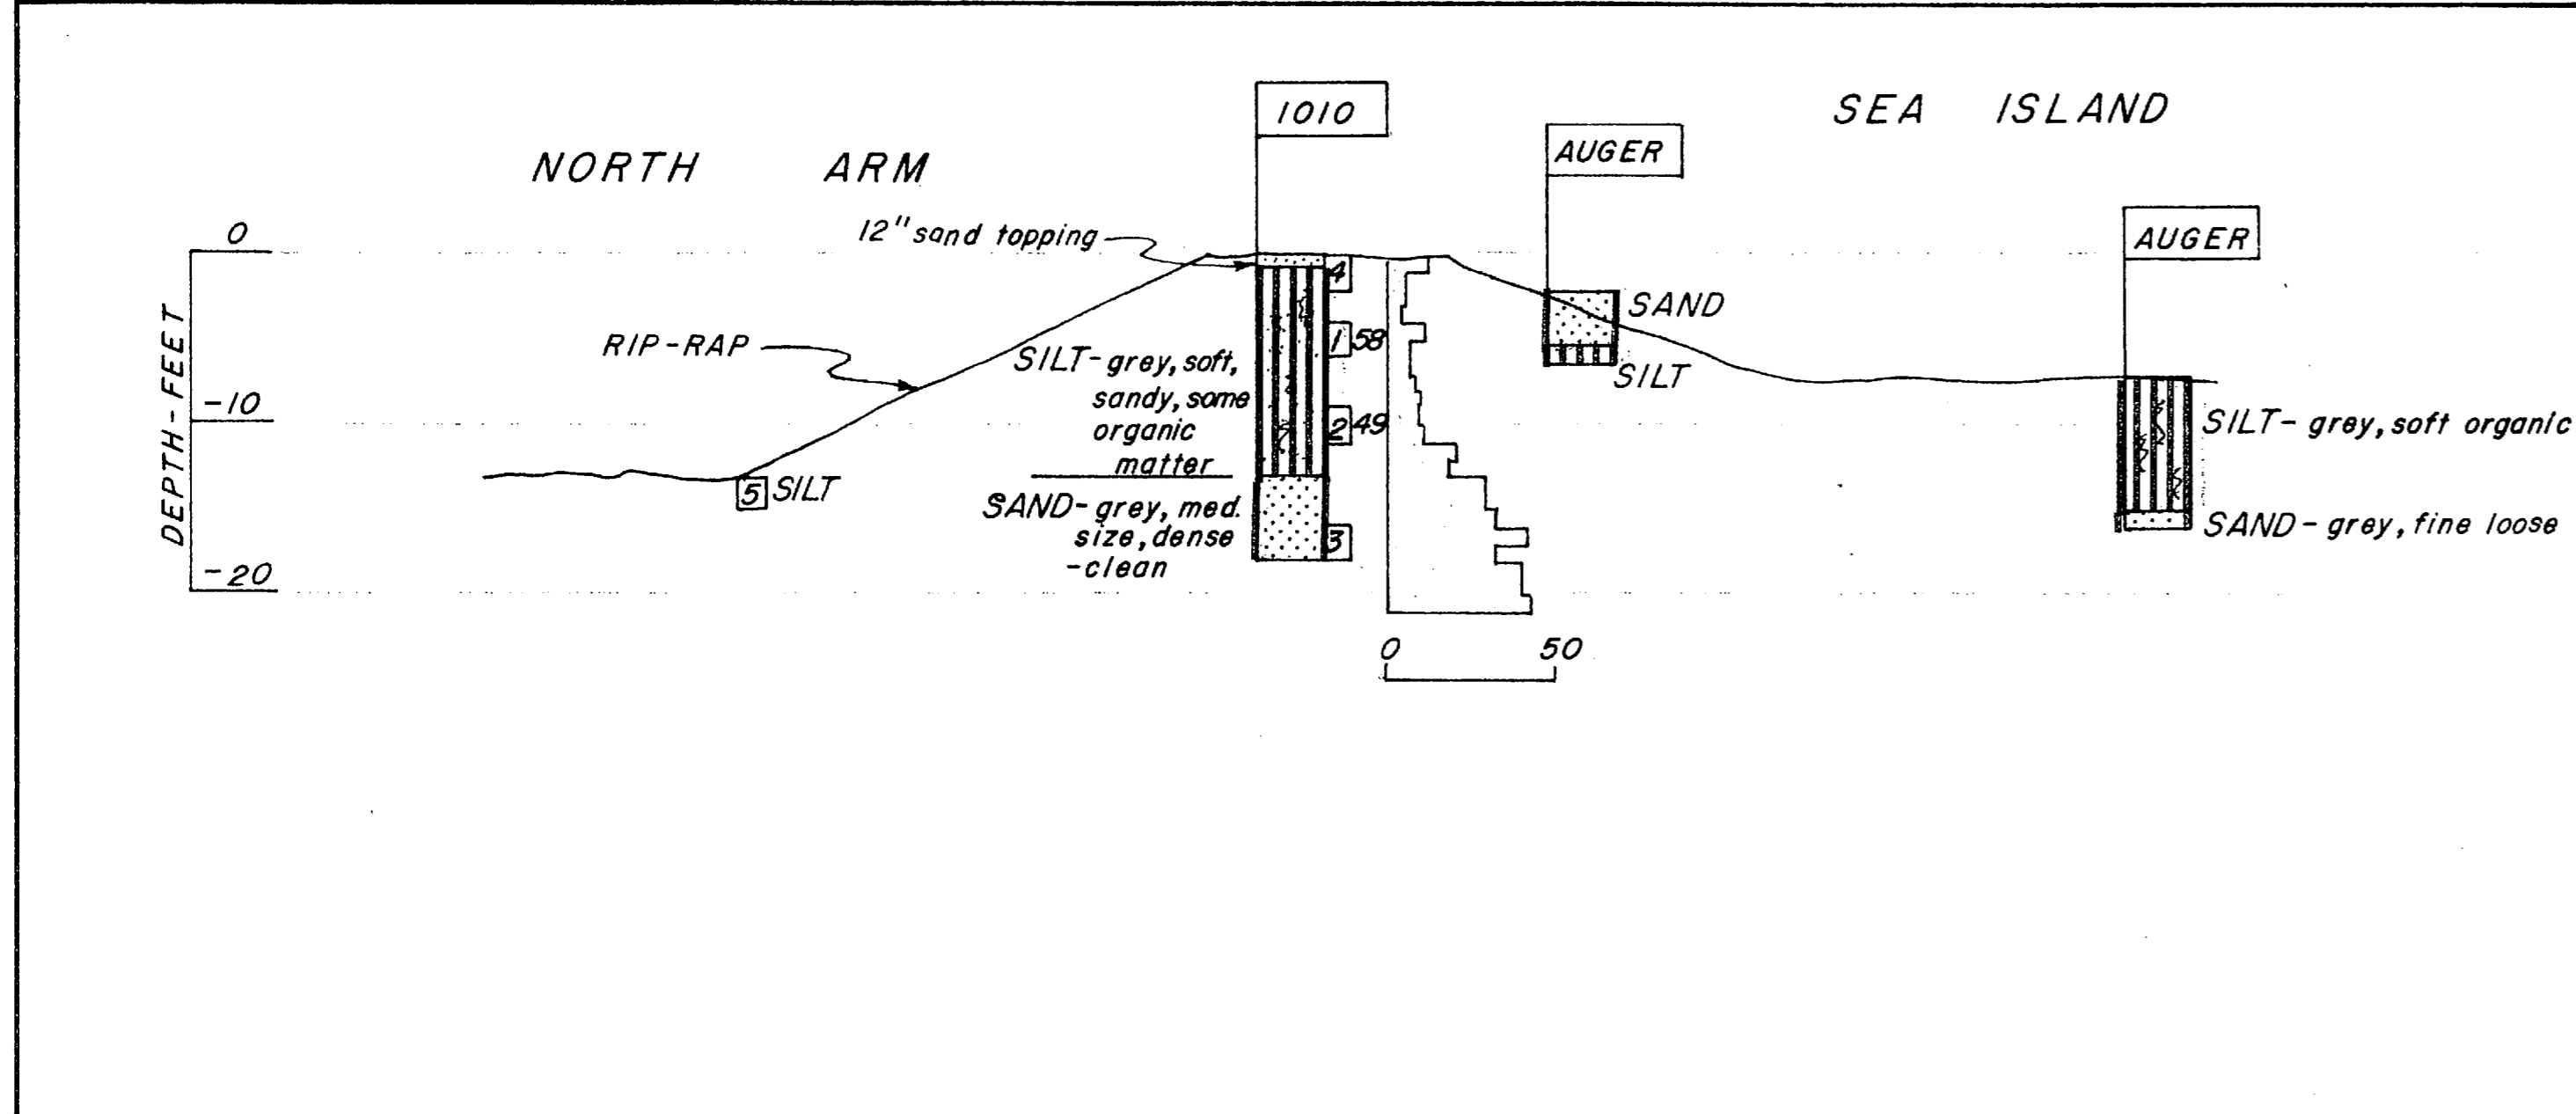 SEA ISLAND
1010
AUGER
NORTH ARM
AUGER
12" sand topping
0
4
SAND
RIP-RAP
1 58
SILT
SILT-grey, soft,
sandy, some
organic
matter
-10
2 49
SILT- grey, soft organic
5 SILT
SAND-grey, med.
size, dense
-clean
3
SAND- grey, fine loose
-20
DEPTH-FEET
0 50